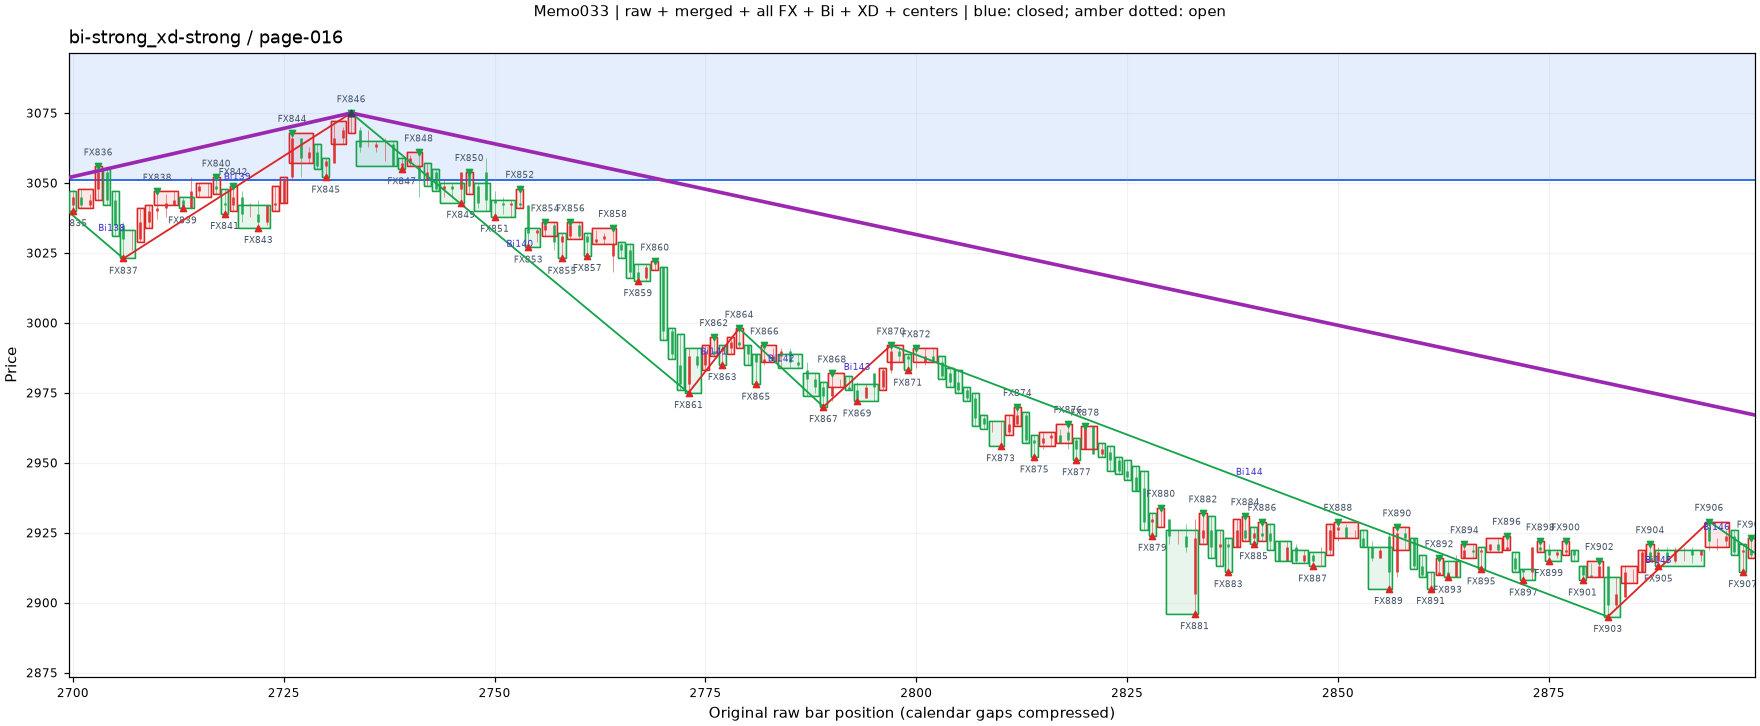 Memo033 | raw + merged + all FX + Bi + XD + centers | blue: closed; amber dotted: open
bi-strong_xd-strong / page-016
Price
3075
3050
3025
3000
2975
2950
2925
2900
2875
FX846
FX844
FX848
FX836
FX840
FX842
FX838
Bi139
FX845
FX847
FX850
FX852
FX839
FX841
FX843
Bi138
FX837
FX849
FX851
FX854
FX856
FX858
Bi140
FX853
FX855
FX857
FX860
FX859
FX862
FX864
FX866
Bi142
FX863
FX865
FX861
FX868
Bi143
FX867
FX869
FX870
FX872
FX871
FX874
FX878
FX873
FX875
FX877
Bi144
FX880
FX882
FX884
FX886
FX879
FX881
FX883
FX885
FX887
FX888
FX890
FX892
FX889
FX891
FX893
FX894
FX896
FX895
FX897
FX898
FX900
FX899
FX901
FX902
FX903
FX904
FX905
FX906
Bi146
FX907
2700
2725
2750
2775
2800
2825
2850
2875
Original raw bar position (calendar gaps compressed)